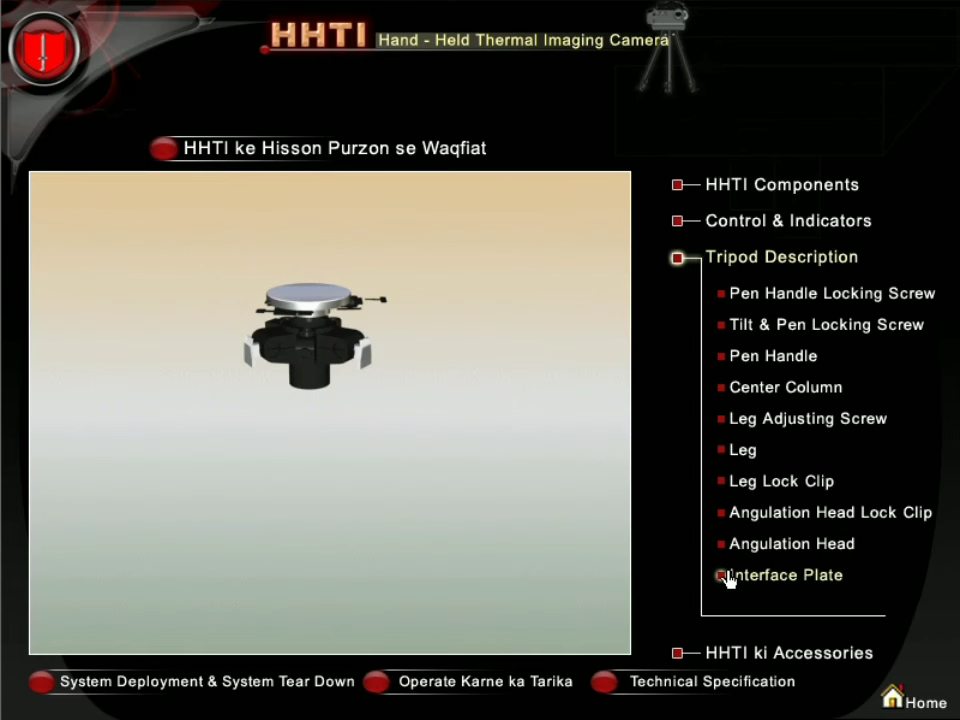 HHTI Hand - Held Thermal Imaging Camera
HHTI ke Hisson Purzon se Waqfiat
HHTI Components
Control & Indicators
Tripod Description
Pen Handle Locking Screw
Tilt & Pen Locking Screw
Pen Handle
Center Column
Leg Adjusting Screw
Leg
Leg Lock Clip
Angulation Head Lock Clip
Angulation Head
Interface Plate
HHTI ki Accessories
System Deployment & System Tear Down
Operate Karne ka Tarika
Technical Specification
Home